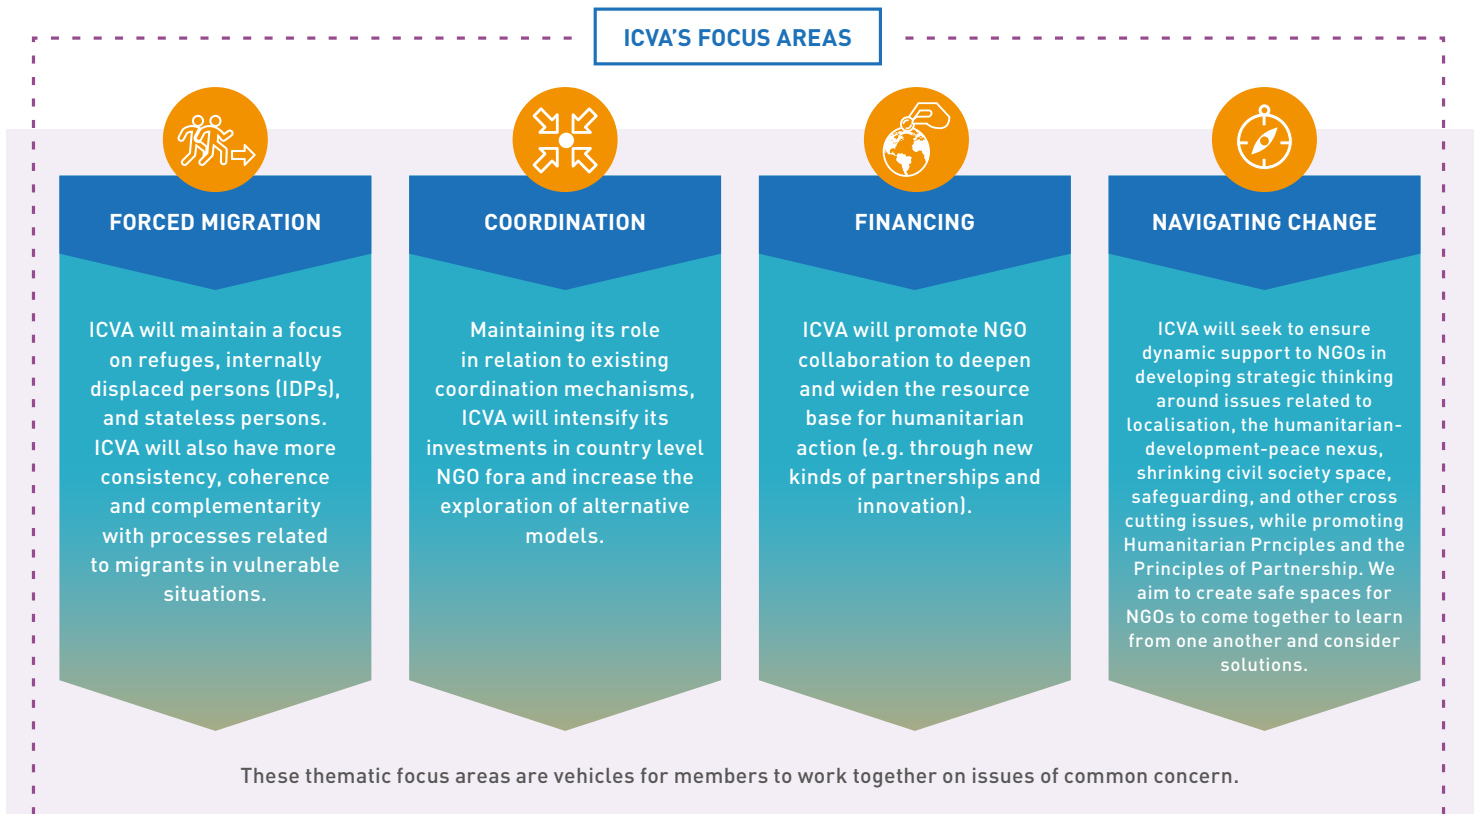 ICVA'S FOCUS AREAS
FORCED MIGRATION
ICVA will maintain a focus
on refuges, internally
displaced persons (IDPs),
and stateless persons.
ICVA will also have more
consistency, coherence
and complementarity
with processes related
to migrants in vulnerable
situations.
COORDINATION
Maintaining its role
in relation to existing
coordination mechanisms,
ICVA will intensify its
investments in country level
NGO fora and increase the
exploration of alternative
models.
FINANCING
ICVA will promote NGO
collaboration to deepen
and widen the resource
base for humanitarian
action (e.g. through new
kinds of partnerships and
innovation).
NAVIGATING CHANGE
ICVA will seek to ensure
dynamic support to NGOs in
developing strategic thinking
around issues related to
localisation, the humanitarian-
development-peace nexus,
shrinking civil society space,
safeguarding, and other cross
cutting issues, while promoting
Humanitarian Prnciples and the
Principles of Partnership. We
aim to create safe spaces for
NGOs to come together to learn
from one another and consider
solutions.
These thematic focus areas are vehicles for members to work together on issues of common concern.